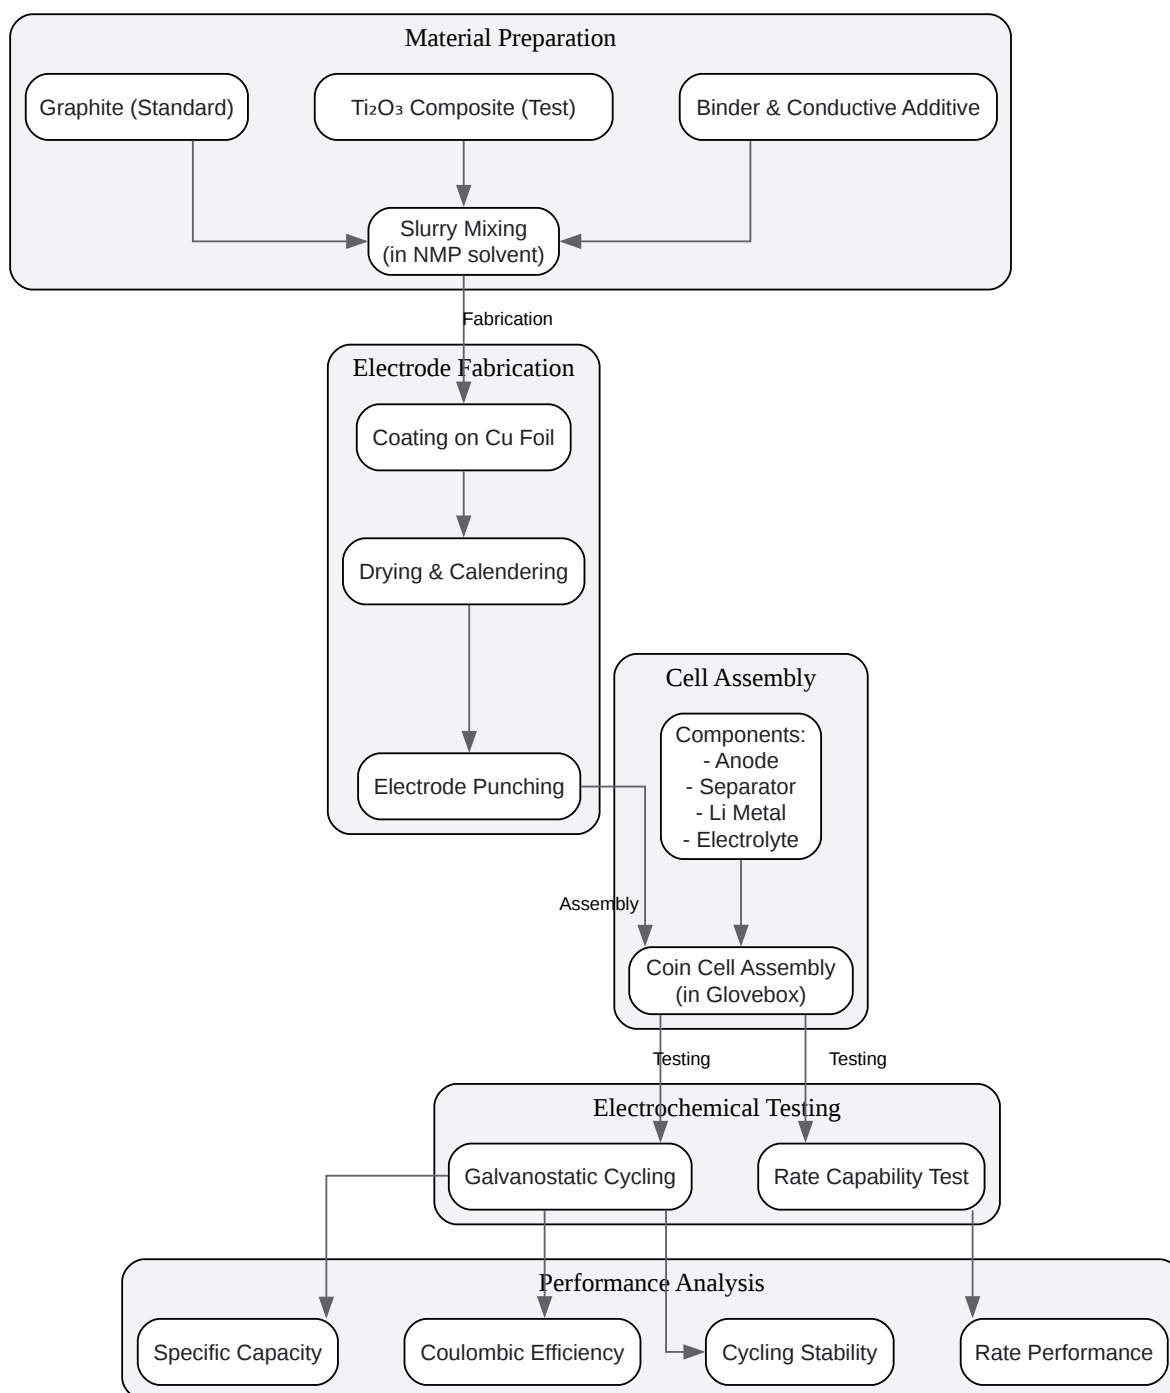 Material Preparation
Graphite (Standard)
Ti₂O₃ Composite (Test)
Binder & Conductive Additive
Slurry Mixing
(in NMP solvent)
Fabrication
Electrode Fabrication
Coating on Cu Foil
Drying & Calendering
Electrode Punching
Cell Assembly
Components:
- Anode
- Separator
- Li Metal
- Electrolyte
Assembly
Coin Cell Assembly
(in Glovebox)
Testing
Testing
Electrochemical Testing
Galvanostatic Cycling
Rate Capability Test
Performance Analysis
Specific Capacity
Coulombic Efficiency
Cycling Stability
Rate Performance